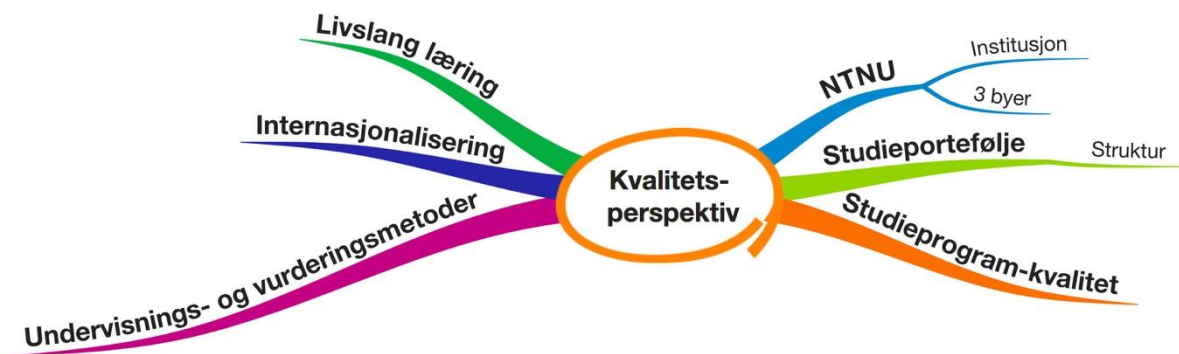 Livslang læring
Internasjonalisering
Undervisnings- og vurderingsmetoder
Kvalitets-
perspektiv
NTNU
Institusjon
3 byer
Studieportefølje
Struktur
Studieprogram-kvalitet